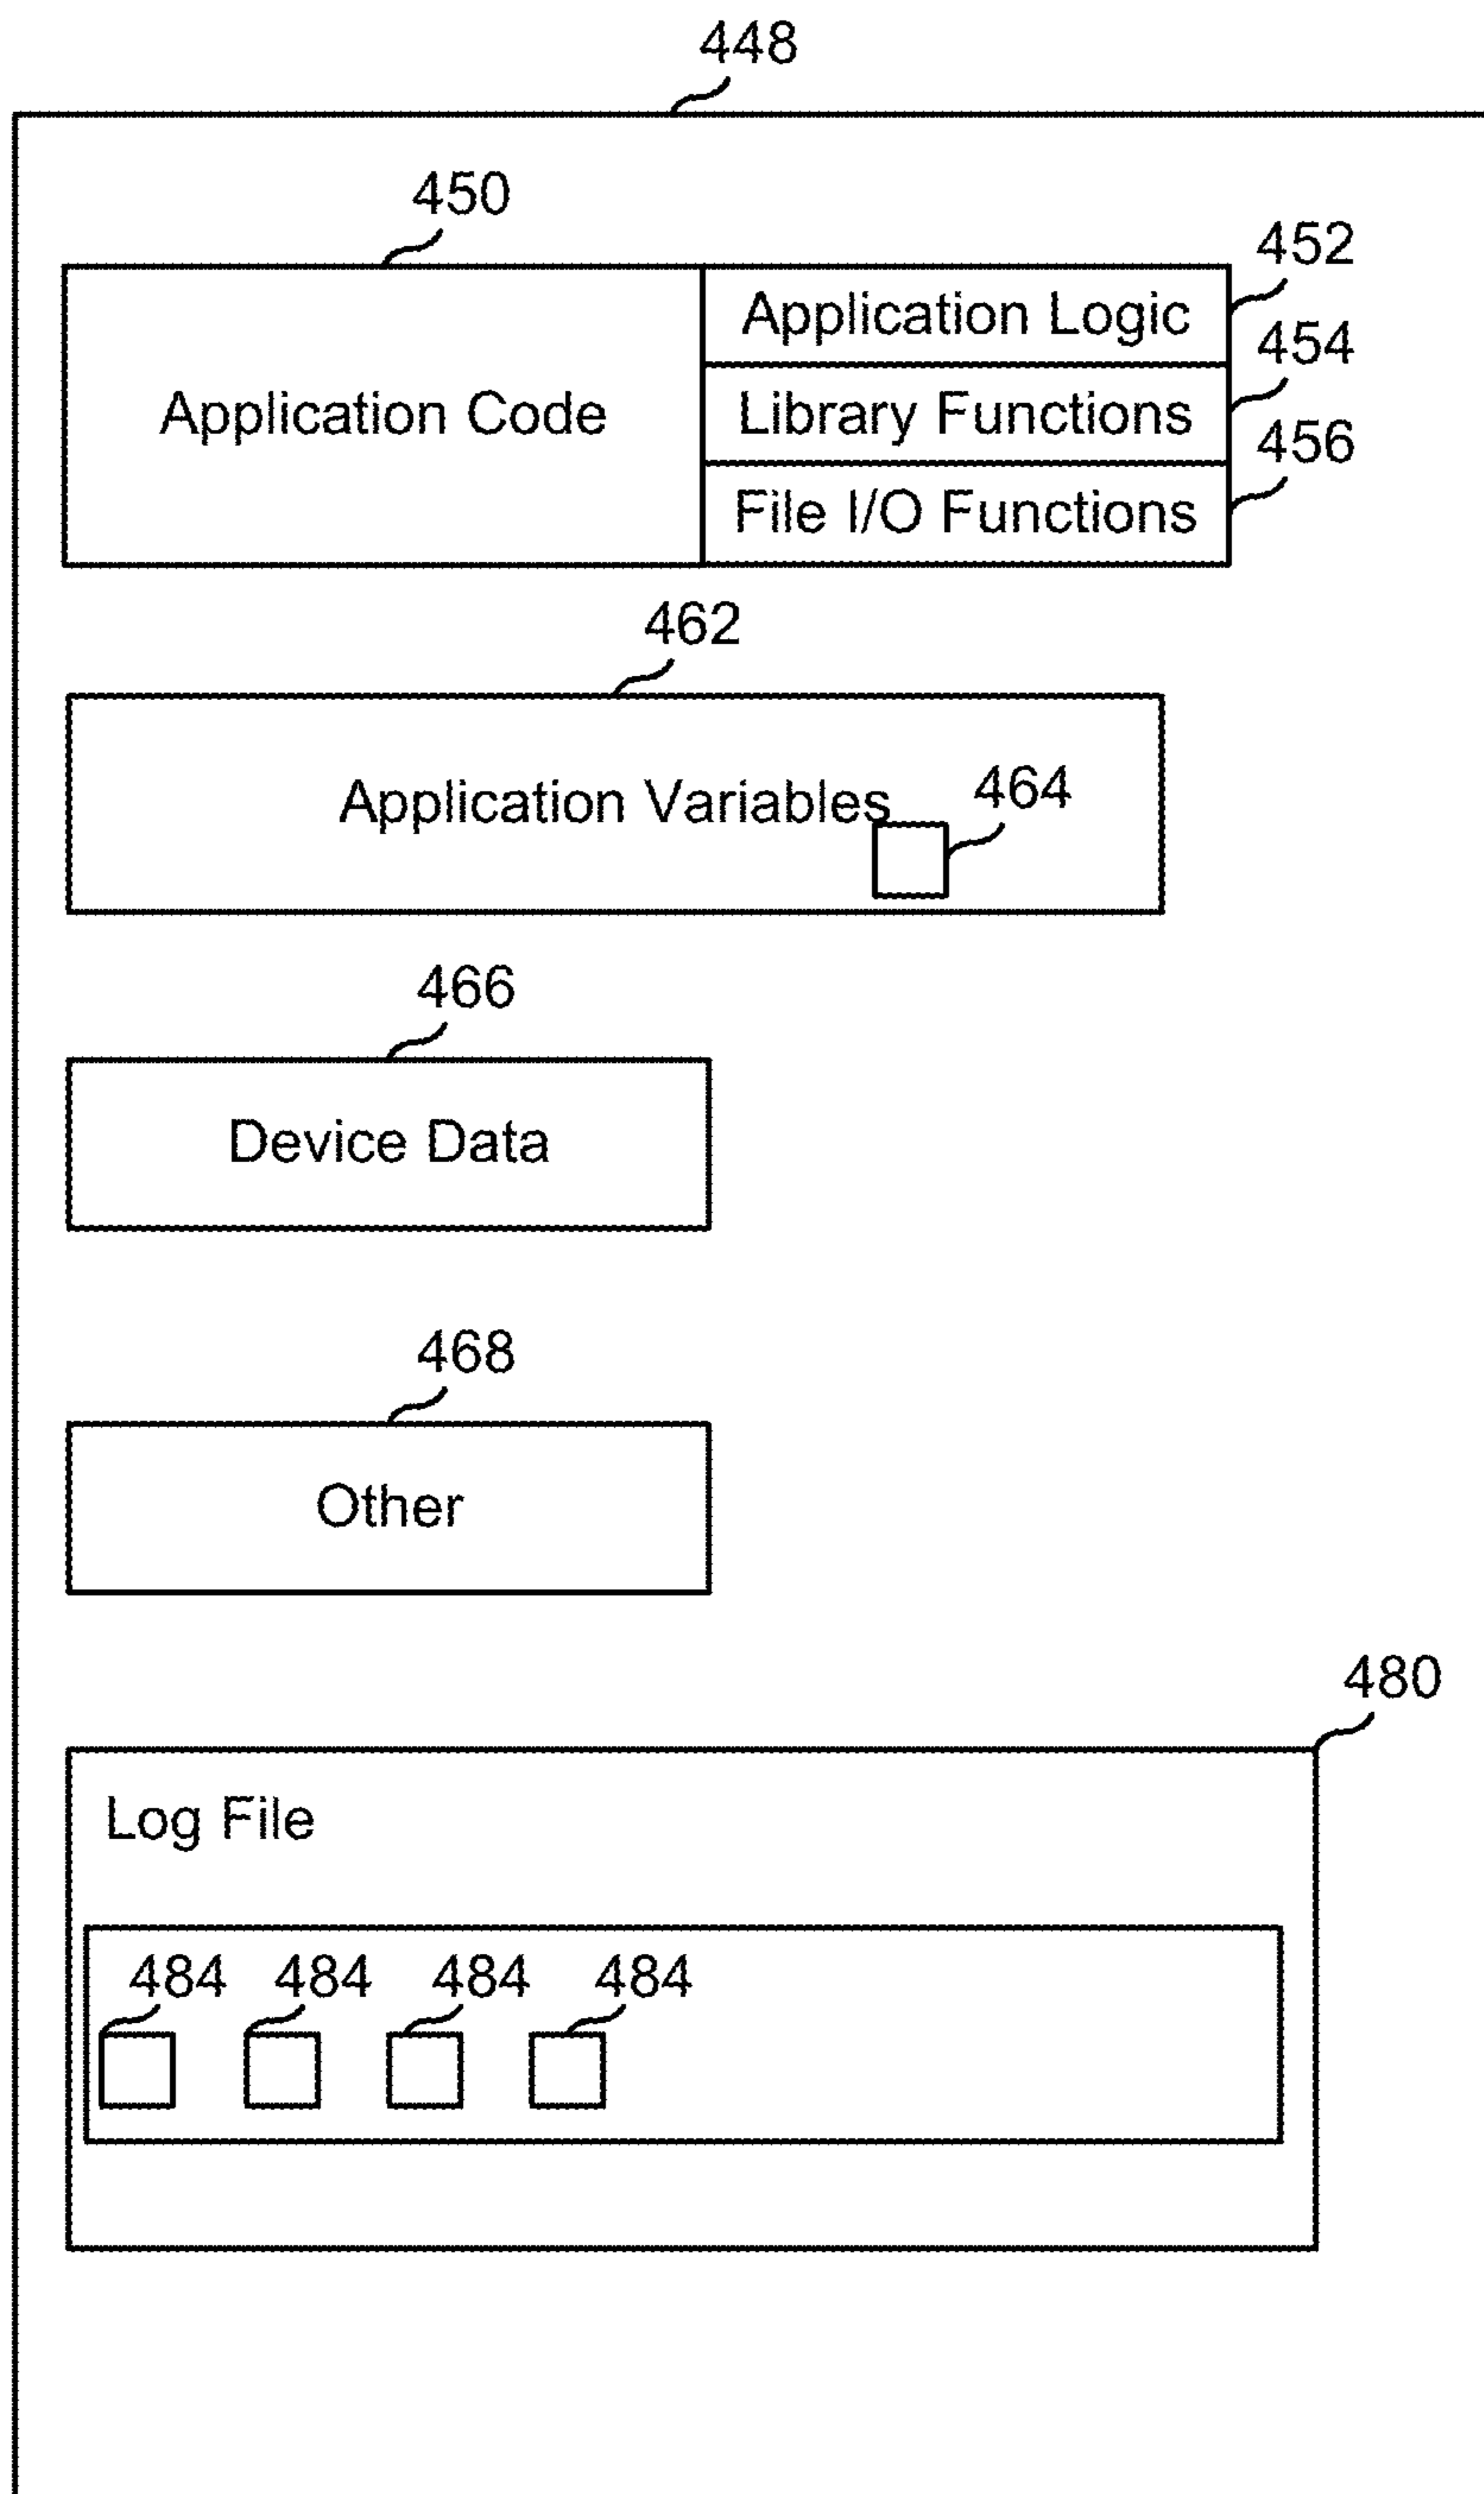 448
450
452
Application Logic
454
Application Code
Library Functions
456
File I/O Functions
462
Application Variables
464
466
Device Data
468
Other
480
Log File
484 484 484 484